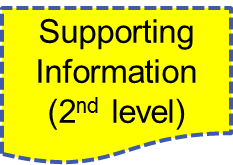 Supporting
Information
(2nd level)